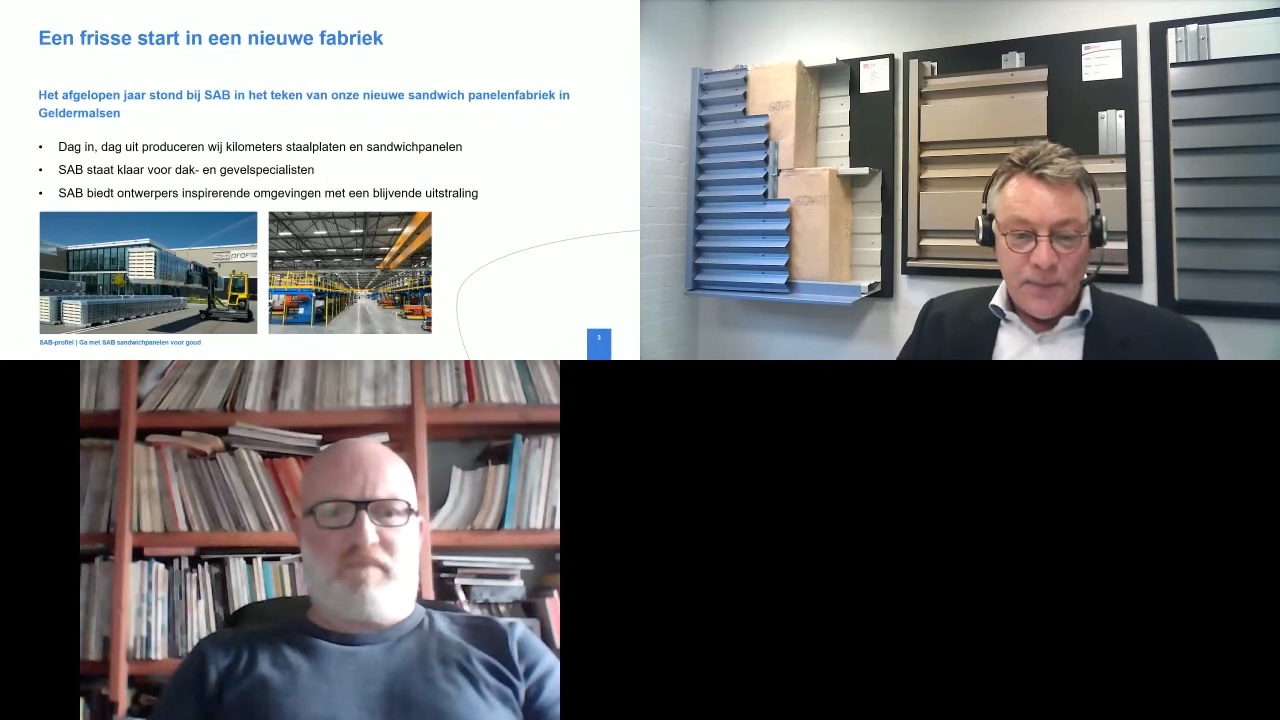 Een frisse start in een nieuwe fabriek
Het afgelopen jaar stond bij SAB in het teken van onze nieuwe sandwich panelenfabriek in
Geldermalsen
• Dag in, dag uit produceren wij kilometers staalplaten en sandwichpanelen
• SAB staat klaar voor dak- en gevelspecialisten
• SAB biedt ontwerpers inspirerende omgevingen met een blijvende uitstraling
SAB-profiel | Ga met SAB sandwichpanelen voor goud
3